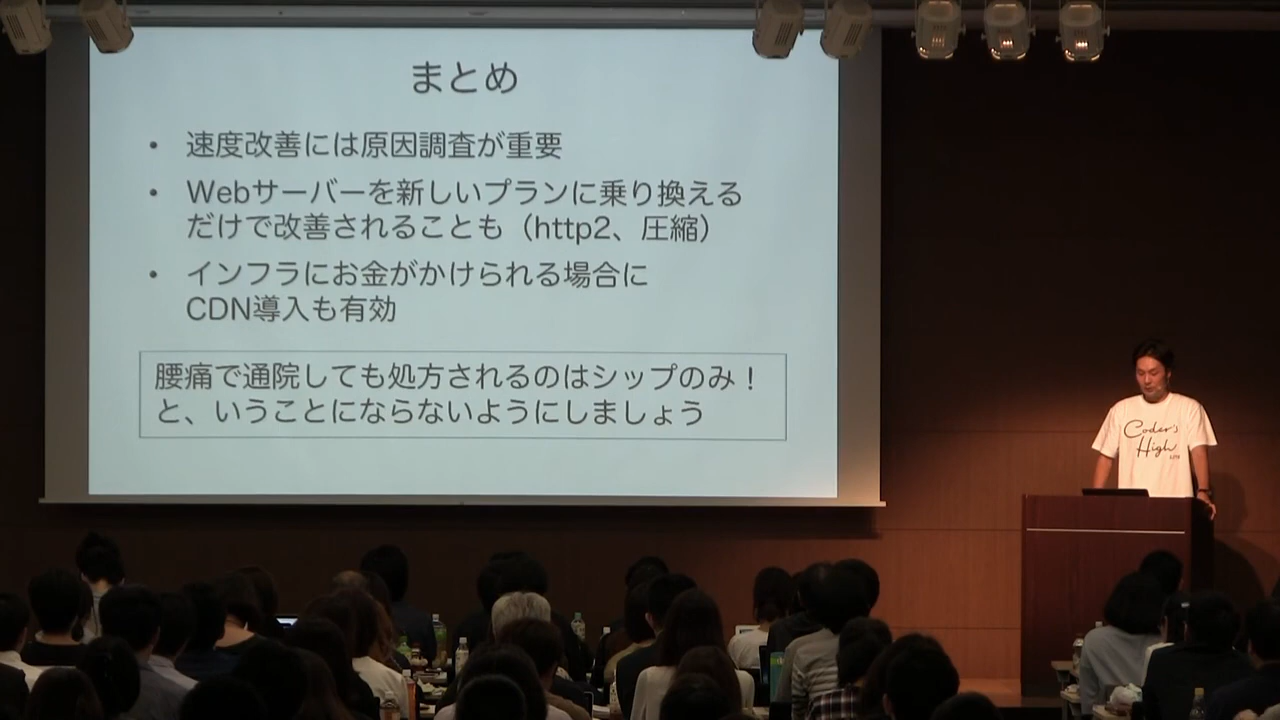 まとめ
• 速度改善には原因調査が重要
• Webサーバーを新しいプランに乗り換える
だけで改善されることも（http2、圧縮）
• インフラにお金がかけられる場合に
CDN導入も有効
腰痛で通院しても処方されるのはシップのみ！
と、いうことにならないようにしましょう
Coder's
High